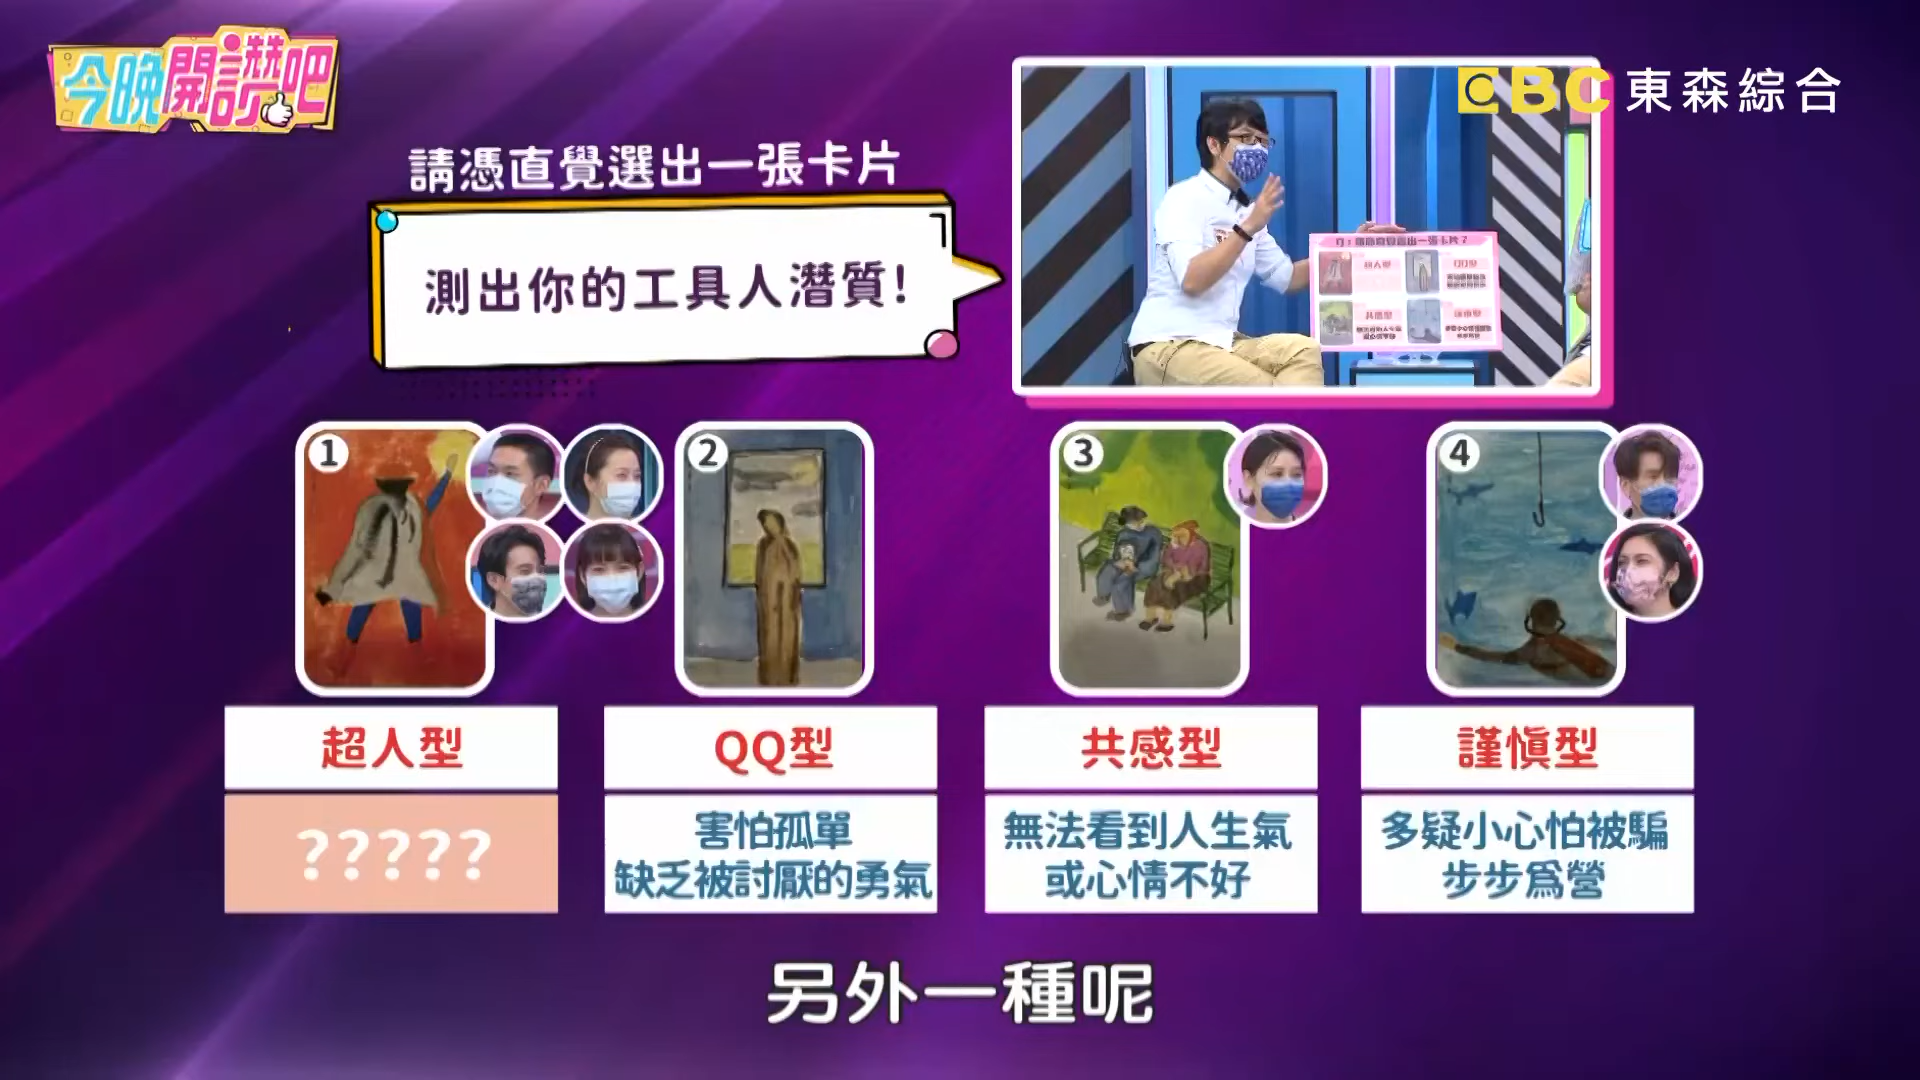 今晚開讚吧
EBC 東森綜合
請憑直覺選出一張卡片
測出你的工具人潛質!
1
2
3
4
超人型
QQ型
共感型
謹慎型
?????
害怕孤單
缺乏被討厭的勇氣
無法看到人生氣
或心情不好
多疑小心怕被騙
步步為營
另外一種呢